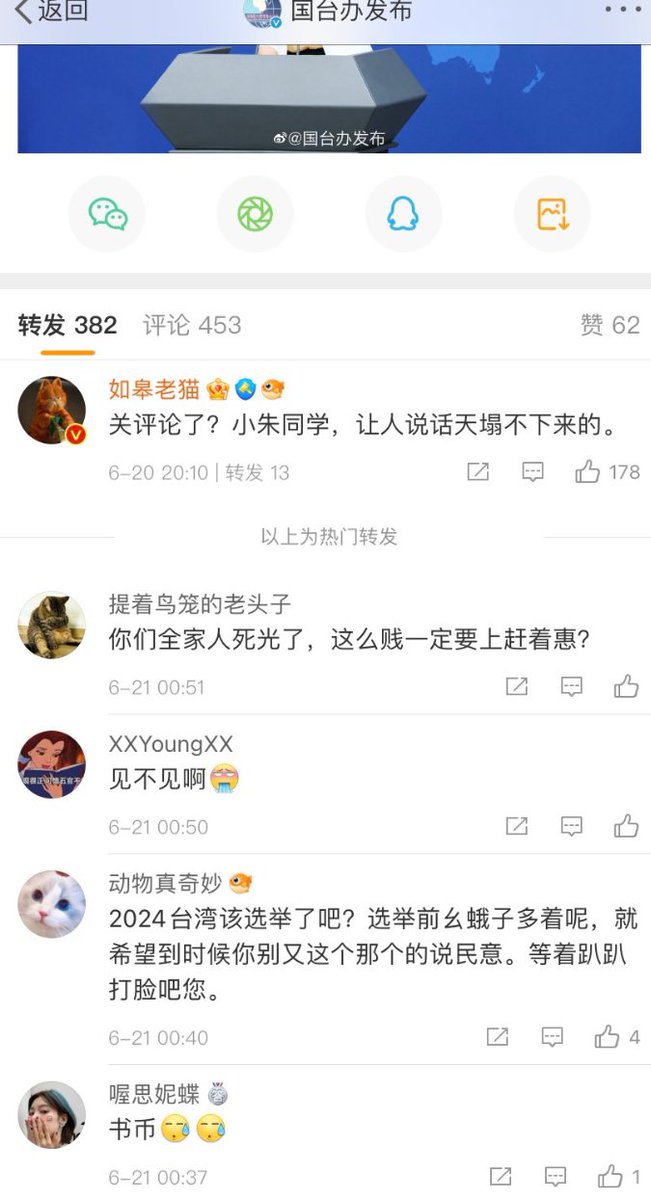 返回
国台办发布
@国台办发布
转发 382
评论 453
赞 62
如皋老猫
关评论了？小朱同学，让人说话天塌不下来的。
6-20 20:10 | 转发 13
178
以上为热门转发
提着鸟笼的老头子
你们全家人死光了，这么贱一定要上赶着惠？
6-21 00:51
XXYoungXX
见不见啊
6-21 00:50
动物真奇妙
2024台湾该选举了吧？选举前幺蛾子多着呢，就
希望到时候你别又这个那个的说民意。等着趴趴
打脸吧您。
6-21 00:40
4
喔思妮蝶
书币
6-21 00:37
1